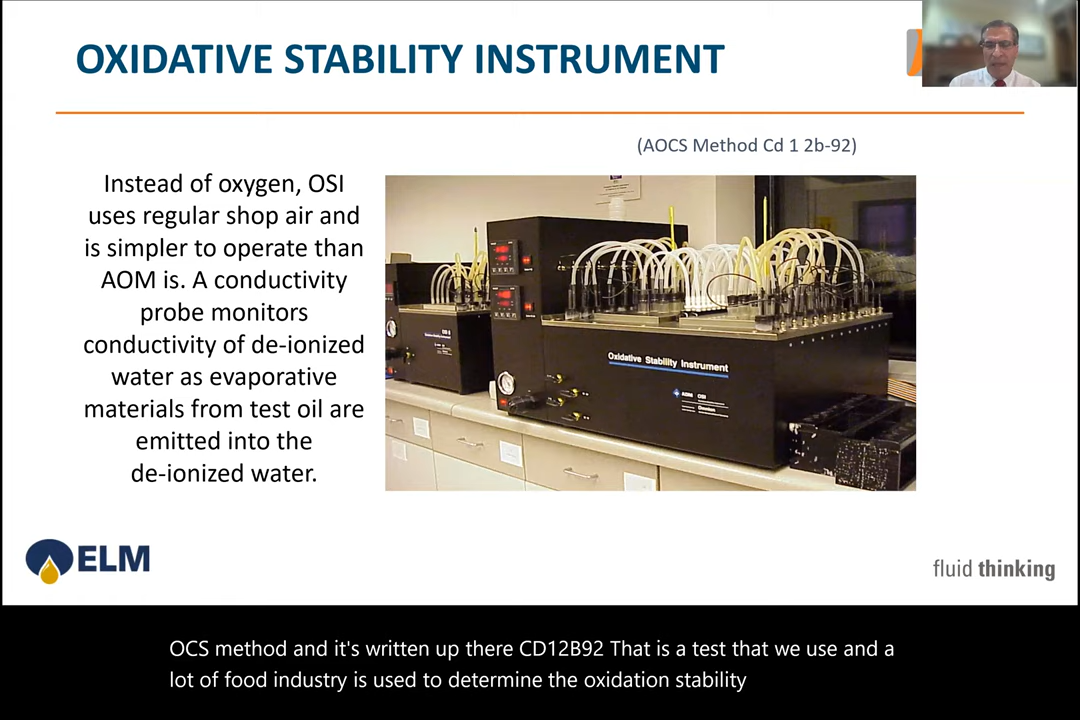 OXIDATIVE STABILITY INSTRUMENT
(AOCS Method Cd 1 2b-92)
Instead of oxygen, OSI
uses regular shop air and
is simpler to operate than
AOM is. A conductivity
probe monitors
conductivity of de-ionized
water as evaporative
materials from test oil are
emitted into the
de-ionized water.
Oxidative Stability Instrument
ELM
fluid thinking
OCS method and it's written up there CD12B92 That is a test that we use and a
lot of food industry is used to determine the oxidation stability